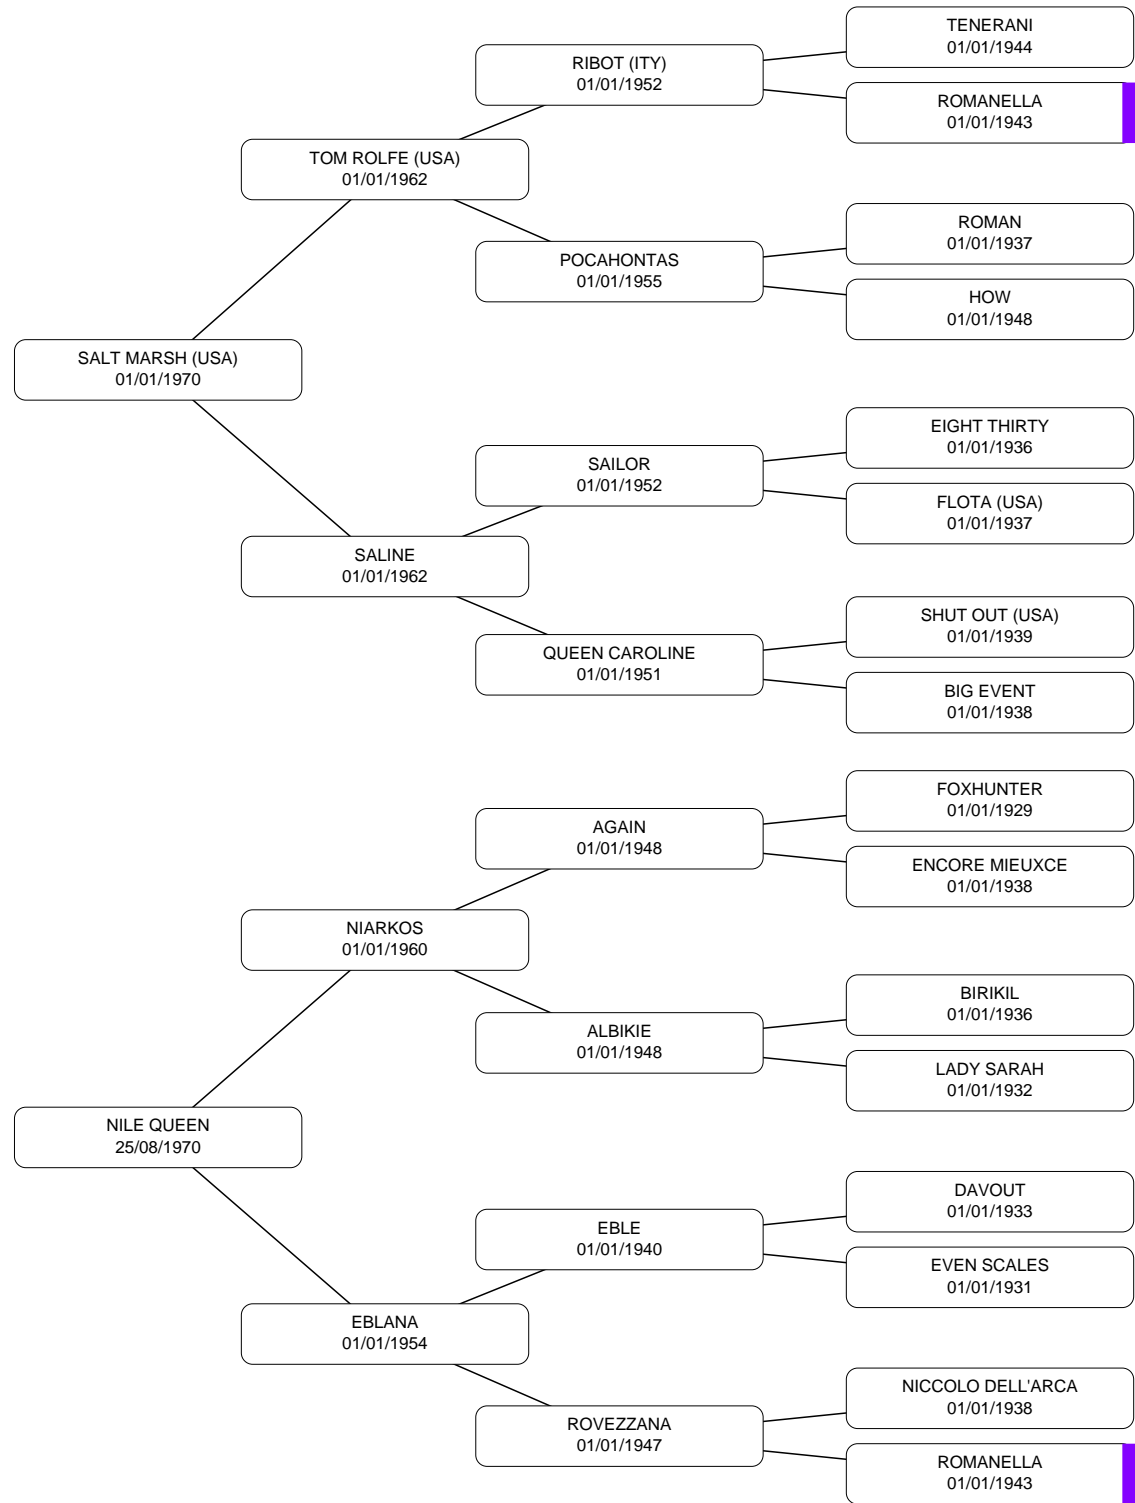 TENERANI
01/01/1944
RIBOT (ITY)
01/01/1952
ROMANELLA
01/01/1943
TOM ROLFE (USA)
01/01/1962
ROMAN
01/01/1937
POCAHONTAS
01/01/1955
HOW
01/01/1948
SALT MARSH (USA)
01/01/1970
EIGHT THIRTY
01/01/1936
SAILOR
01/01/1952
FLOTA (USA)
01/01/1937
SALINE
01/01/1962
SHUT OUT (USA)
01/01/1939
QUEEN CAROLINE
01/01/1951
BIG EVENT
01/01/1938
FOXHUNTER
01/01/1929
AGAIN
01/01/1948
ENCORE MIEUXCE
01/01/1938
NIARKOS
01/01/1960
BIRIKIL
01/01/1936
ALBIKIE
01/01/1948
LADY SARAH
01/01/1932
NILE QUEEN
25/08/1970
DAVOUT
01/01/1933
EBLE
01/01/1940
EVEN SCALES
01/01/1931
EBLANA
01/01/1954
NICCOLO DELL'ARCA
01/01/1938
ROVEZZANA
01/01/1947
ROMANELLA
01/01/1943